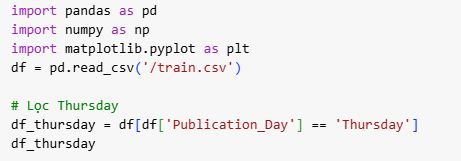 import pandas as pd
import numpy as np
import matplotlib.pyplot as plt
df = pd.read_csv('/train.csv')

# Lọc Thursday
df_thursday = df[df['Publication_Day'] == 'Thursday']
df_thursday